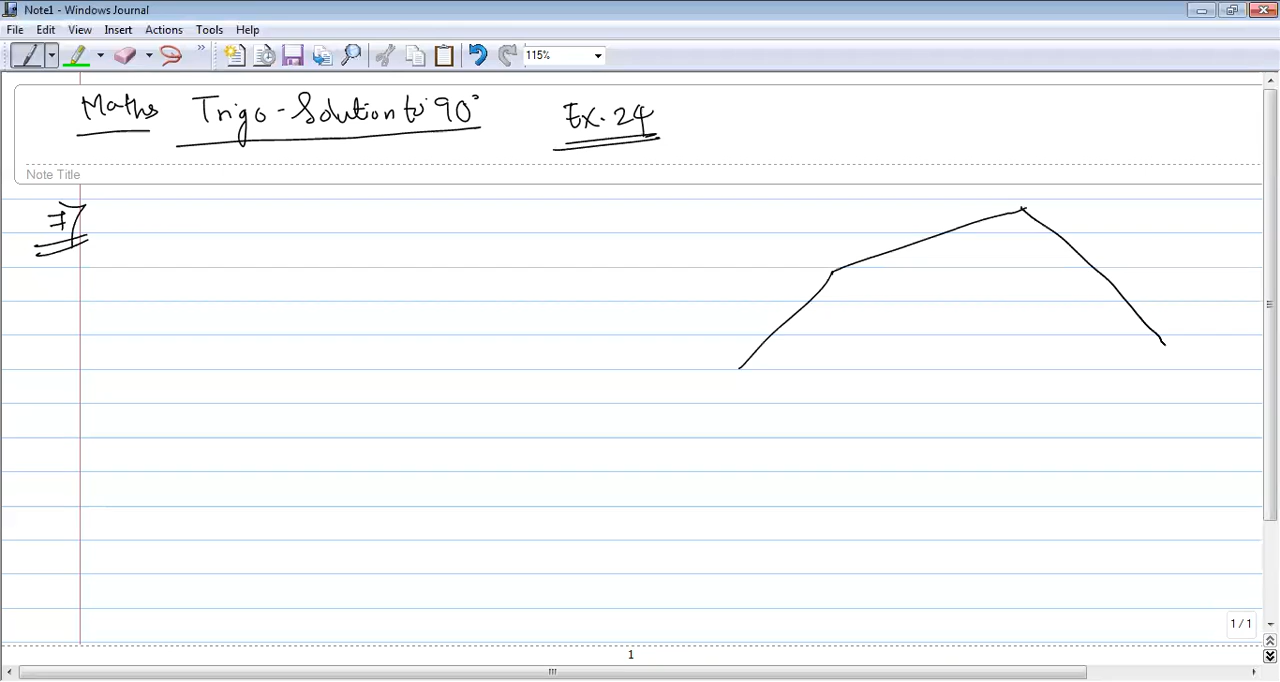 Note1 - Windows Journal
File Edit View Insert Actions Tools Help
115%
Maths Trigo - Solution to 90° Ex. 24
Note Title
1 / 1
1